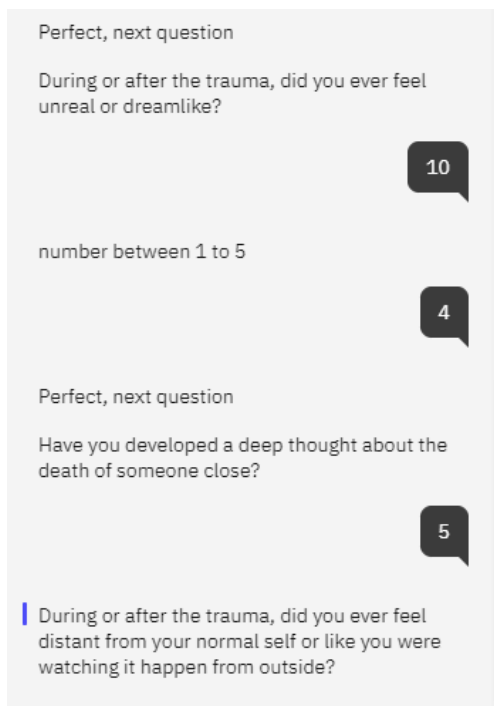 Perfect, next question
During or after the trauma, did you ever feel
unreal or dreamlike?
10
number between 1 to 5
4
Perfect, next question
Have you developed a deep thought about the
death of someone close?
5
During or after the trauma, did you ever feel
distant from your normal self or like you were
watching it happen from outside?